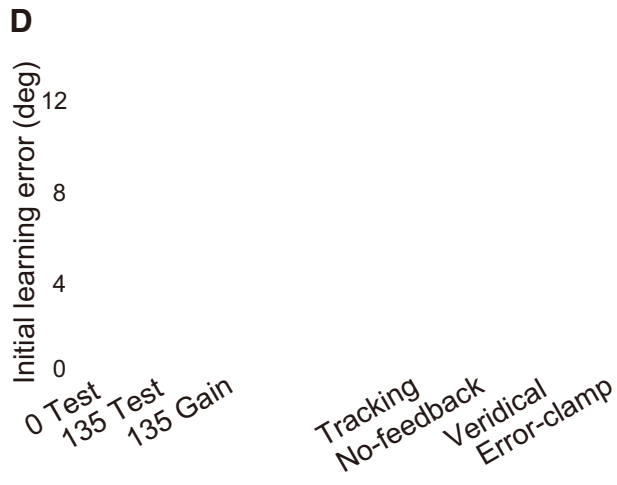 D
Initial learning error (deg)
12
8
4
0
0 Test
135 Test
135 Gain
Tracking
No-feedback
Veridical
Error-clamp